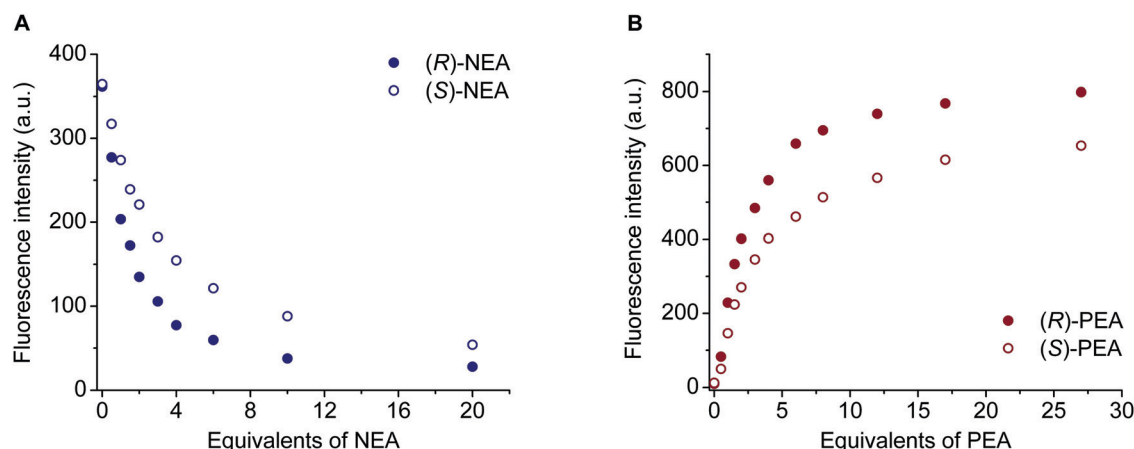 A
Fluorescence intensity (a.u.)
400
300
200
100
0
0 4 8 12 16 20
Equivalents of NEA
(R)-NEA
(S)-NEA
B
Fluorescence intensity (a.u.)
800
600
400
200
0
0 5 10 15 20 25 30
Equivalents of PEA
(R)-PEA
(S)-PEA